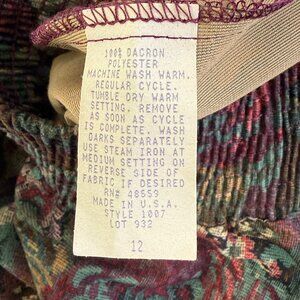 100% DACRON
POLYESTER
MACHINE WASH WARM.
REGULAR CYCLE.
TUMBLE DRY WARM
SETTING. REMOVE
AS SOON AS CYCLE
IS COMPLETE. WASH
DARKS SEPARATELY
USE STEAM IRON AT
MEDIUM SETTING ON
REVERSE SIDE OF
FABRIC IF DESIRED
RN# 48559
MADE IN U.S.A.
STYLE 1007
LOT 932
12